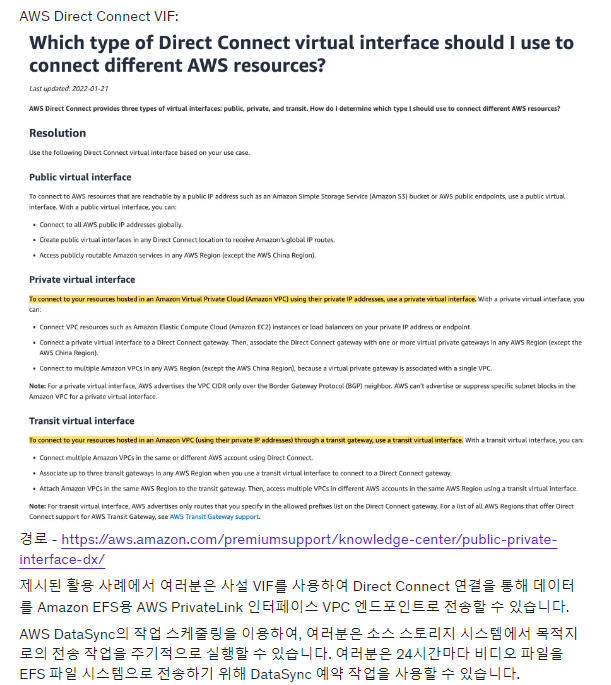 AWS Direct Connect VIF:
Which type of Direct Connect virtual interface should I use to
connect different AWS resources?
Last updated: 2022-01-21
AWS Direct Connect provides three types of virtual interfaces: public, private, and transit. How do I determine which type I should use to connect different AWS resources?
Resolution
Use the following Direct Connect virtual interface based on your use case.
Public virtual interface
To connect to AWS resources that are reachable by a public IP address such as an Amazon Simple Storage Service (Amazon S3) bucket or AWS public endpoints, use a public virtual
interface. With a public virtual interface, you can:
• Connect to all AWS public IP addresses globally.
• Create public virtual interfaces in any Direct Connect location to receive Amazon's global IP routes.
• Access publicly routable Amazon services in any AWS Region (except the AWS China Region).
Private virtual interface
To connect to your resources hosted in an Amazon Virtual Private Cloud (Amazon VPC) using their private IP addresses, use a private virtual interface. With a private virtual interface, you
can:
• Connect VPC resources such as Amazon Elastic Compute Cloud (Amazon EC2) instances or load balancers on your private IP address or endpoint.
• Connect a private virtual interface to a Direct Connect gateway. Then, associate the Direct Connect gateway with one or more virtual private gateways in any AWS Region (except the
AWS China Region).
• Connect to multiple Amazon VPCs in any AWS Region (except the AWS China Region), because a virtual private gateway is associated with a single VPC.
Note: For a private virtual interface, AWS advertises the VPC CIDR only over the Border Gateway Protocol (BGP) neighbor. AWS can't advertise or suppress specific subnet blocks in the
Amazon VPC for a private virtual interface.
Transit virtual interface
To connect to your resources hosted in an Amazon VPC (using their private IP addresses) through a transit gateway, use a transit virtual interface. With a transit virtual interface, you can:
• Connect multiple Amazon VPCs in the same or different AWS account using Direct Connect.
• Associate up to three transit gateways in any AWS Region when you use a transit virtual interface to connect to a Direct Connect gateway.
• Attach Amazon VPCs in the same AWS Region to the transit gateway. Then, access multiple VPCs in different AWS accounts in the same AWS Region using a transit virtual interface.
Note: For transit virtual interface, AWS advertises only routes that you specify in the allowed prefixes list on the Direct Connect gateway. For a list of all AWS Regions that offer Direct
Connect support for AWS Transit Gateway, see AWS Transit Gateway support.
경로 - https://aws.amazon.com/premiumsupport/knowledge-center/public-private-
interface-dx/
제시된 활용 사례에서 여러분은 사설 VIF를 사용하여 Direct Connect 연결을 통해 데이터
를 Amazon EFS용 AWS PrivateLink 인터페이스 VPC 엔드포인트로 전송할 수 있습니다.
AWS DataSync의 작업 스케줄링을 이용하여, 여러분은 소스 스토리지 시스템에서 목적지
로의 전송 작업을 주기적으로 실행할 수 있습니다. 여러분은 24시간마다 비디오 파일을
EFS 파일 시스템으로 전송하기 위해 DataSync 예약 작업을 사용할 수 있습니다.